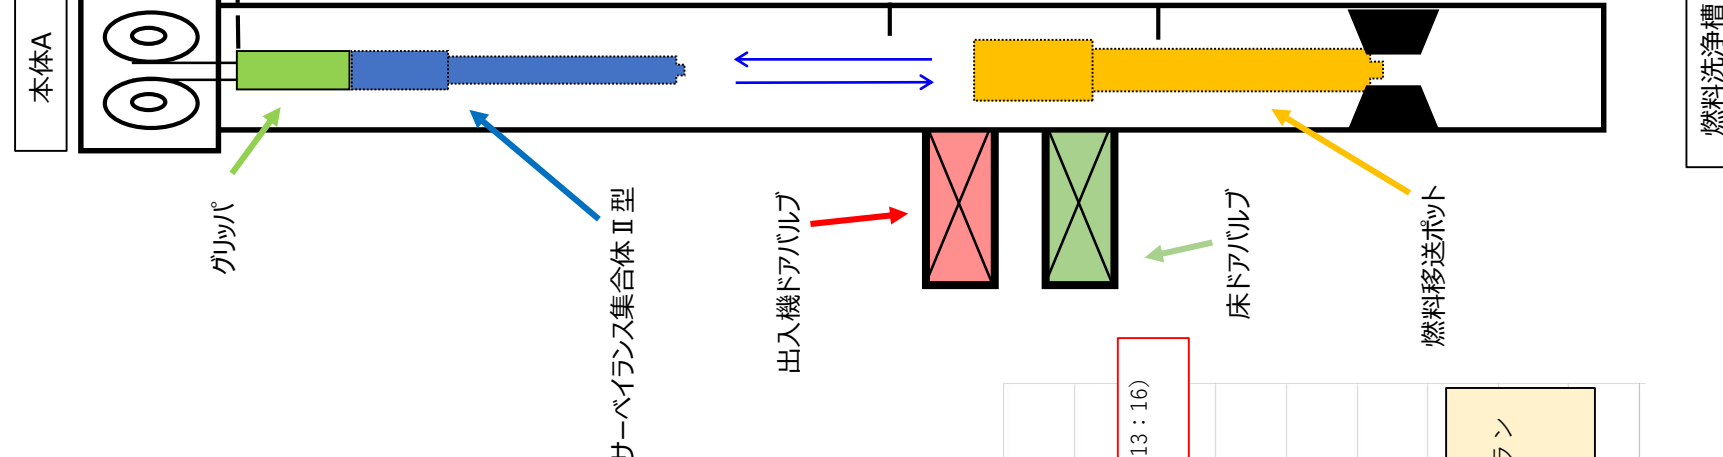 本体A
グリッパ
サーベイランス集合体Ⅱ型
出入機ドアバルブ
床ドアバルブ
燃料移送ポット
燃料洗浄槽
13：16）
ラン